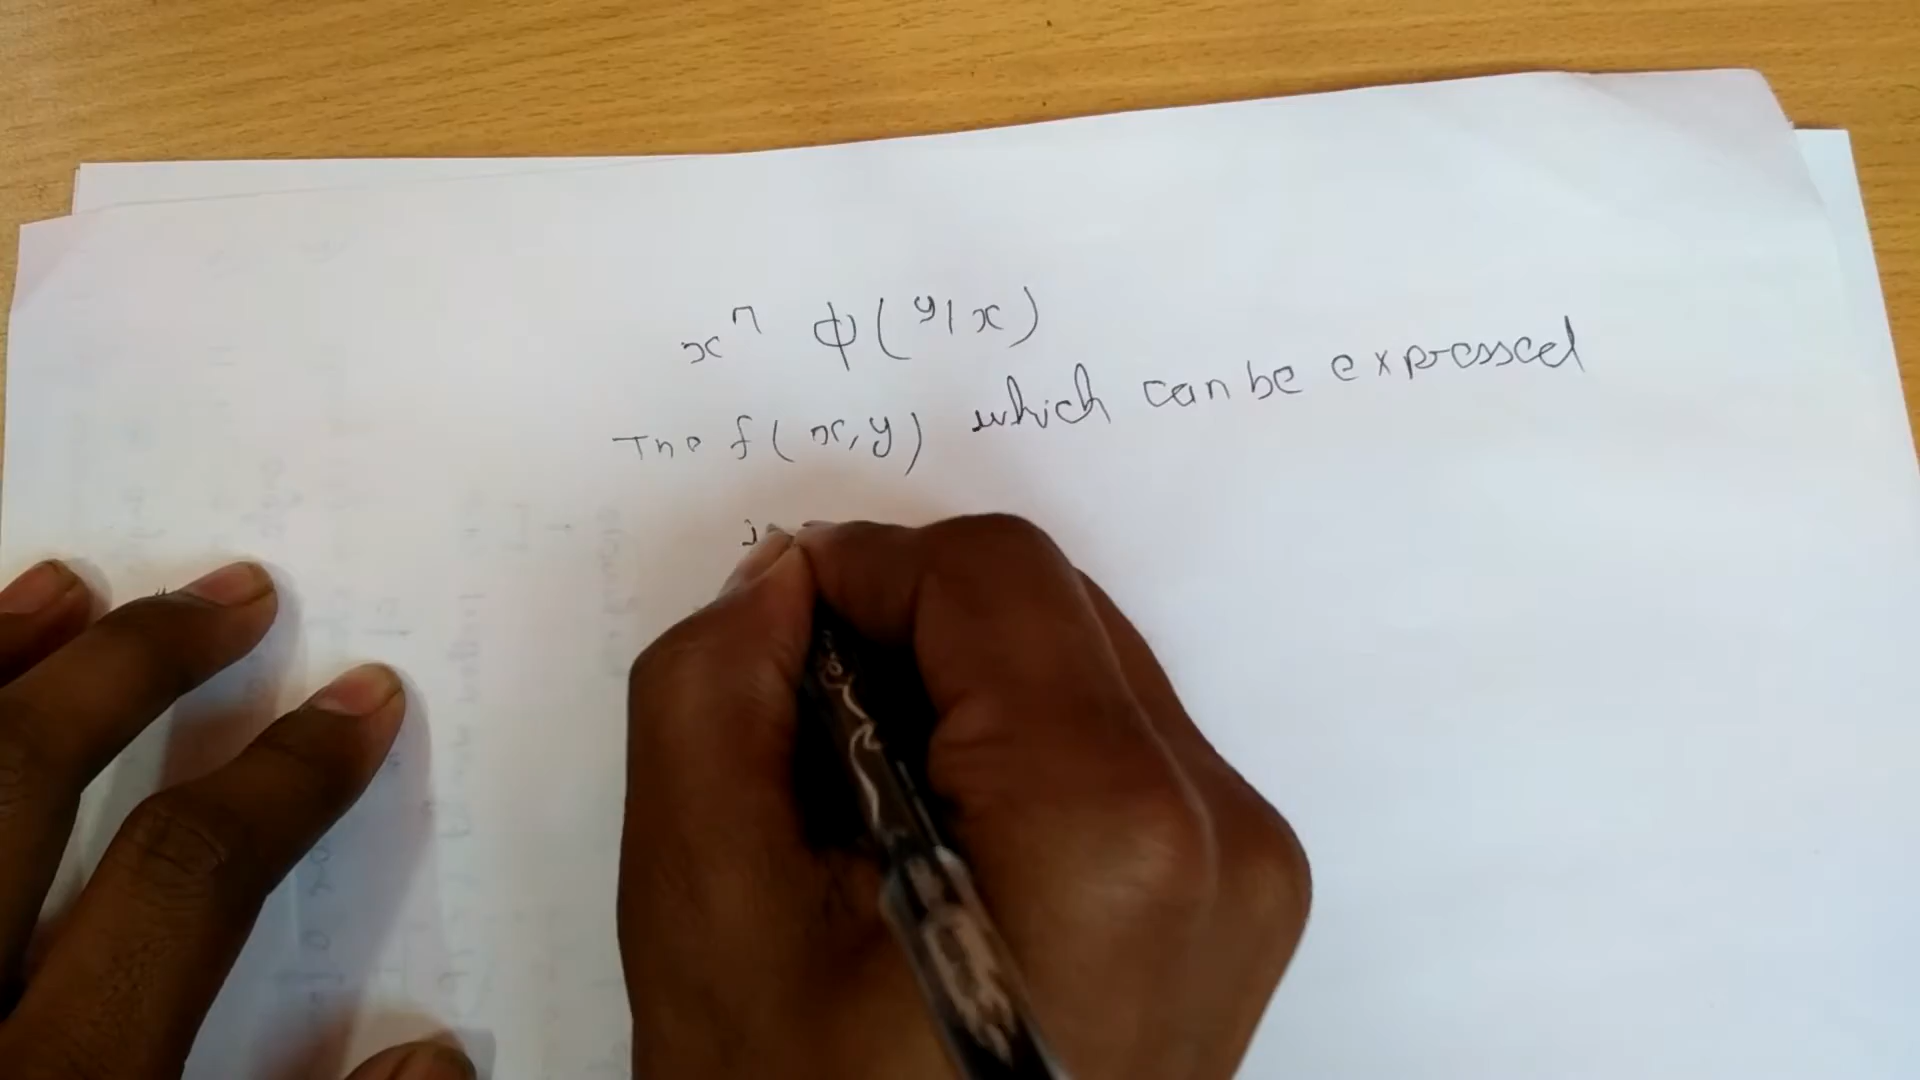 xⁿ ϕ(y/x)
The f(x,y) which can be expressed